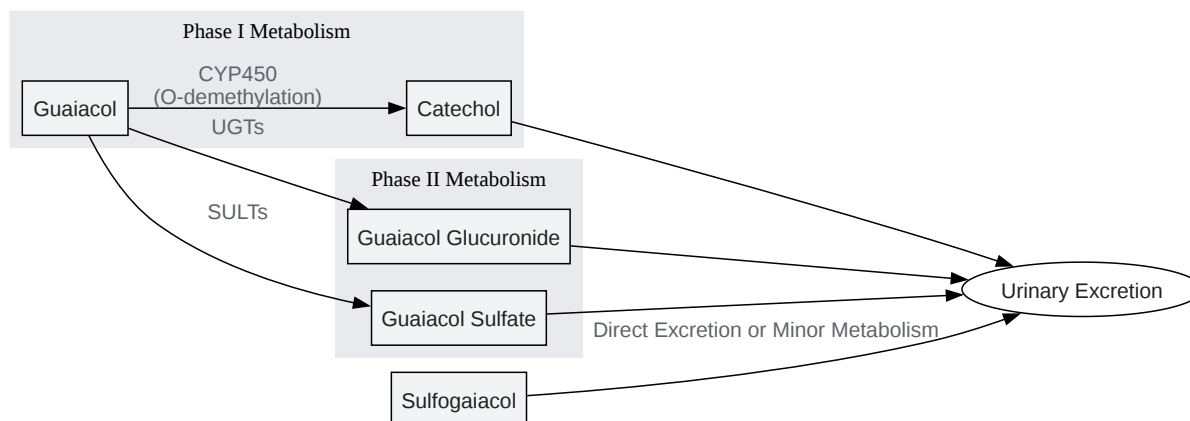 Phase I Metabolism
CYP450
(O-demethylation)
Guaiacol
Catechol
UGTs
Phase II Metabolism
SULTs
Guaiacol Glucuronide
Urinary Excretion
Guaiacol Sulfate
Direct Excretion or Minor Metabolism
Sulfogaiacol